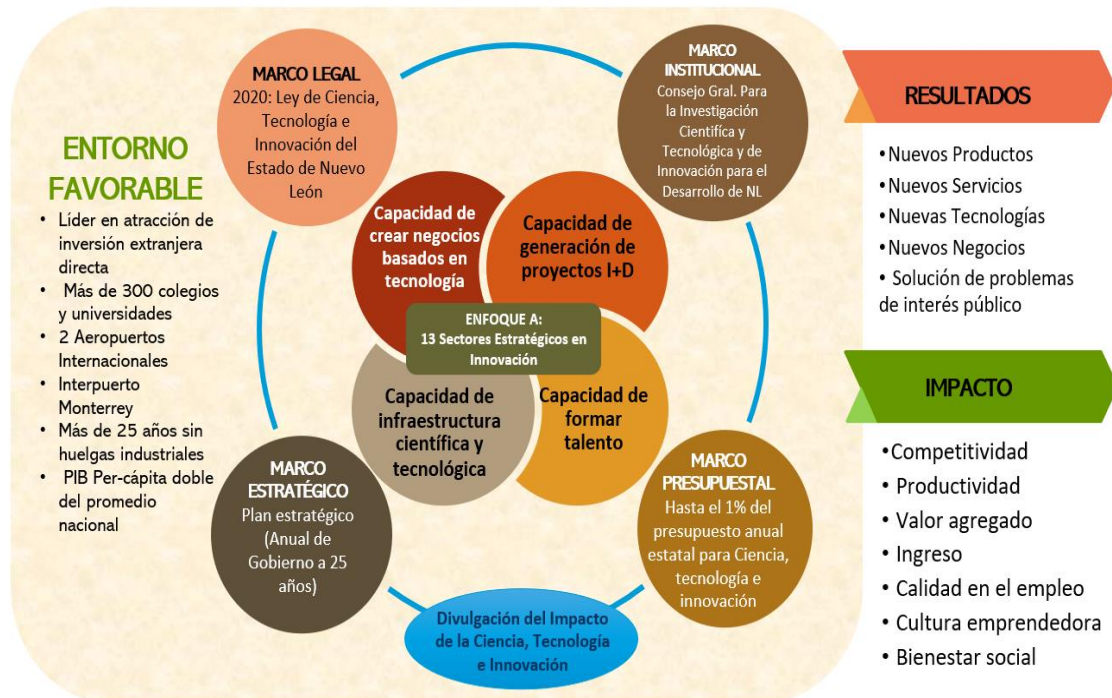 ENTORNO
FAVORABLE
• Líder en atracción de
inversión extranjera
directa
• Más de 300 colegios
y universidades
• 2 Aeropuertos
Internacionales
• Interpuerto
Monterrey
• Más de 25 años sin
huelgas industriales
• PIB Per-cápita doble
del promedio
nacional
MARCO LEGAL
2020: Ley de Ciencia,
Tecnología e
Innovación del
Estado de Nuevo
León
MARCO
INSTITUCIONAL
Consejo Gral. Para
la Investigación
Científica y
Tecnológica y de
Innovación para el
Desarrollo de NL
Capacidad de
crear negocios
basados en
tecnología
Capacidad de
generación de
proyectos I+D
ENFOQUE A:
13 Sectores Estratégicos en
Innovación
Capacidad de
infraestructura
científica y
tecnológica
Capacidad de
formar
talento
MARCO
ESTRATÉGICO
Plan estratégico
(Anual de
Gobierno a 25
años)
MARCO
PRESUPUESTAL
Hasta el 1% del
presupuesto anual
estatal para Ciencia,
tecnología e
innovación
Divulgación del Impacto
de la Ciencia, Tecnología
e Innovación
RESULTADOS
• Nuevos Productos
• Nuevos Servicios
• Nuevas Tecnologías
• Nuevos Negocios
• Solución de problemas
de interés público
IMPACTO
• Competitividad
• Productividad
• Valor agregado
• Ingreso
• Calidad en el empleo
• Cultura emprendedora
• Bienestar social